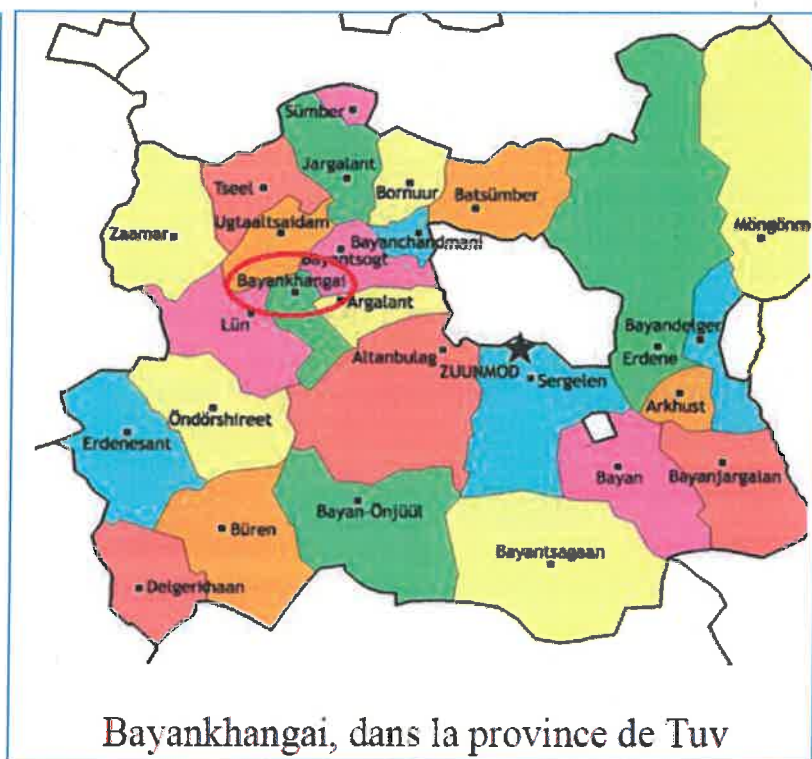 Sümber
Jargalant
Tseel
Bornuur
Batsümber
Ugtaaltsaidam
Zaamar
Bayanchandmani
Bayantsogt
Möngönm
Bayankhangai
Argalant
Lün
Bayandelger
Altanbulag
Erdene
ZUUNMOD
Sergelen
Arkhust
Öndörshireet
Erdenesant
Bayan
Bayanjargalan
Bayan-Önjüül
Büren
Bayantsagaan
Delgerkhaan
Bayankhangai, dans la province de Tuv